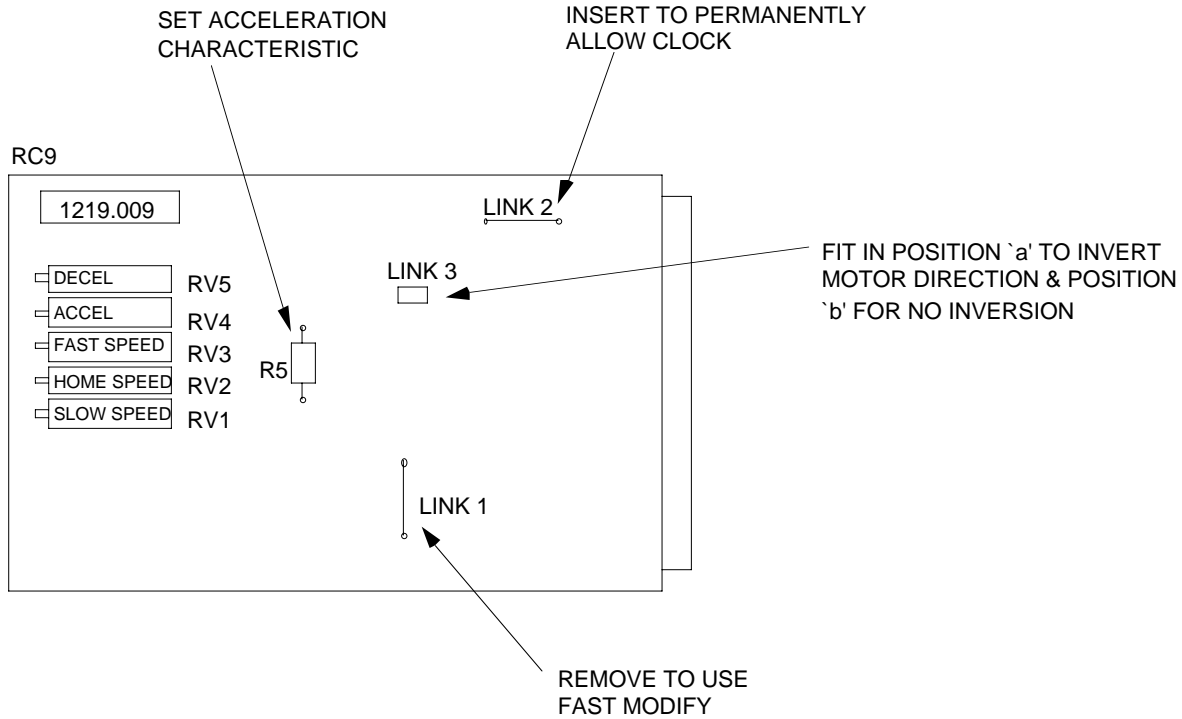 SET ACCELERATION
CHARACTERISTIC
INSERT TO PERMANENTLY
ALLOW CLOCK
RC9
1219.009
LINK 2
LINK 3
FIT IN POSITION `a' TO INVERT
MOTOR DIRECTION & POSITION
`b' FOR NO INVERSION
DECEL RV5
ACCEL RV4
FAST SPEED RV3
HOME SPEED RV2
SLOW SPEED RV1
R5
LINK 1
REMOVE TO USE
FAST MODIFY